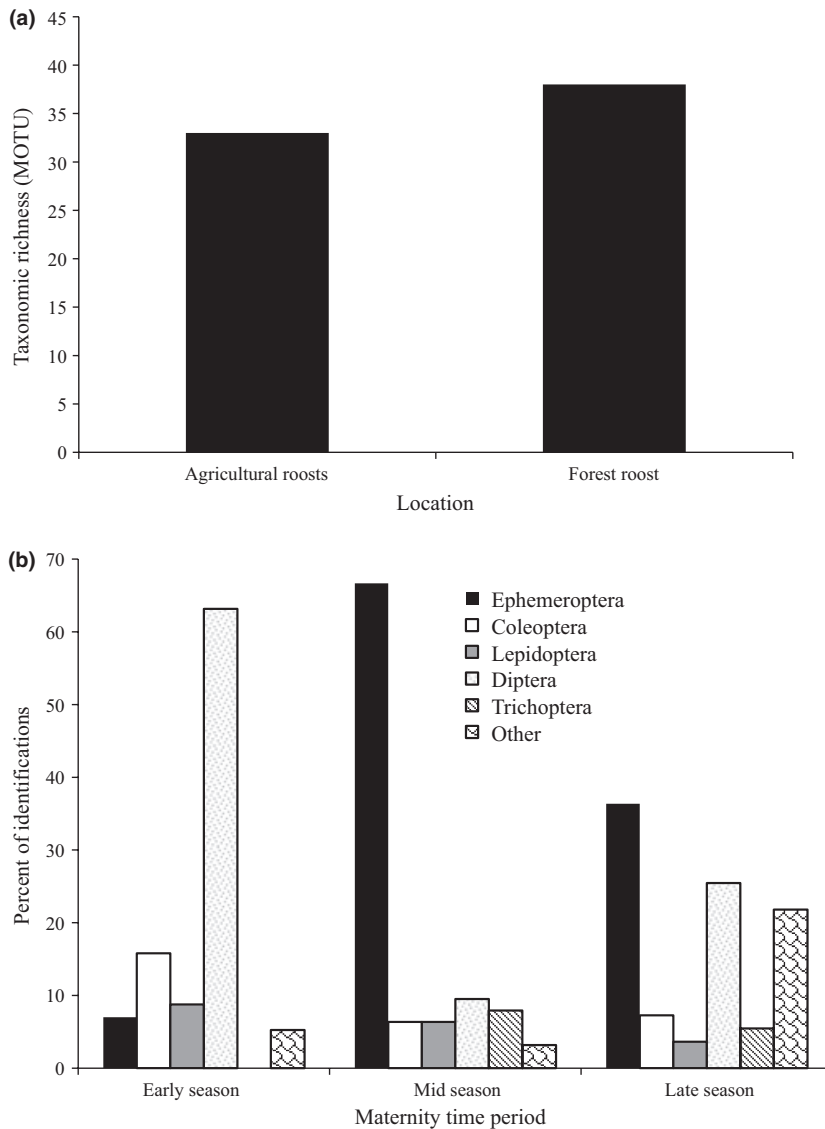 (a)
45
40
35
30
25
20
15
10
5
0
Taxonomic richness (MOTU)
Agricultural roosts
Forest roost
Location
(b)
70
60
50
40
30
20
10
0
Percent of identifications
Ephemeroptera
Coleoptera
Lepidoptera
Diptera
Trichoptera
Other
Early season
Mid season
Late season
Maternity time period